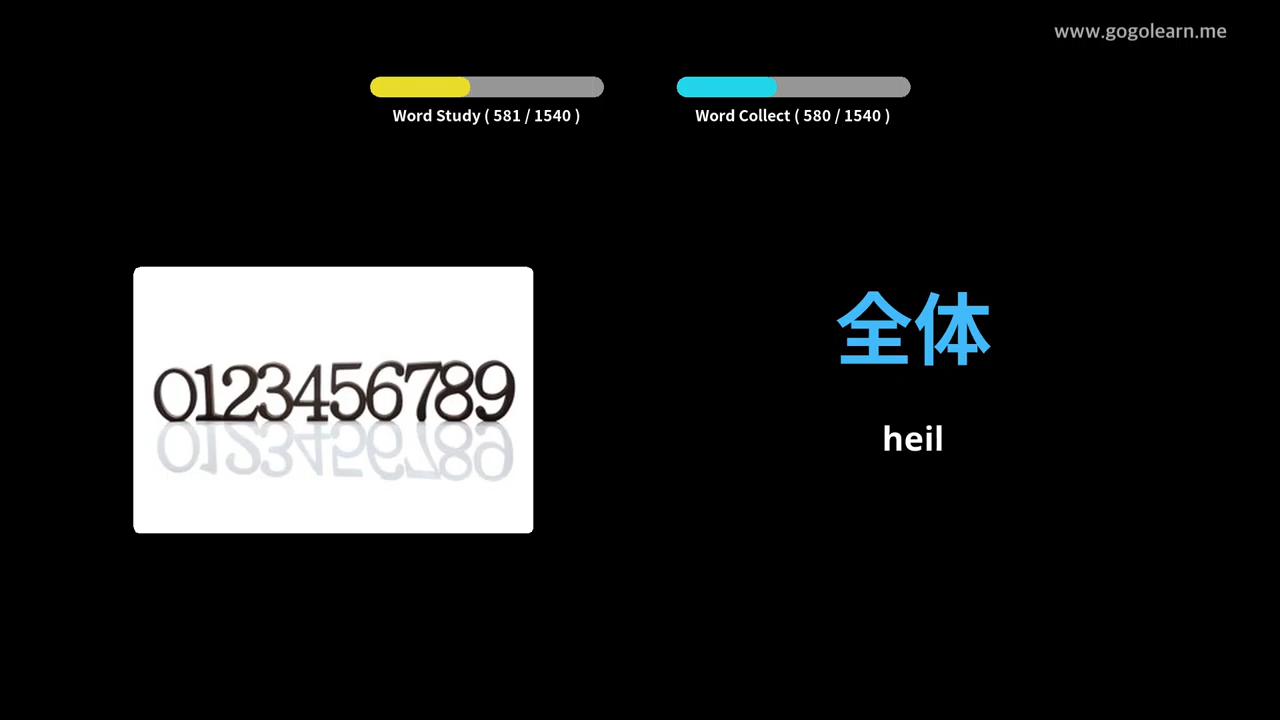 www.gogolearn.me
Word Study ( 581 / 1540 )
Word Collect ( 580 / 1540 )
0123456789
全体
heil